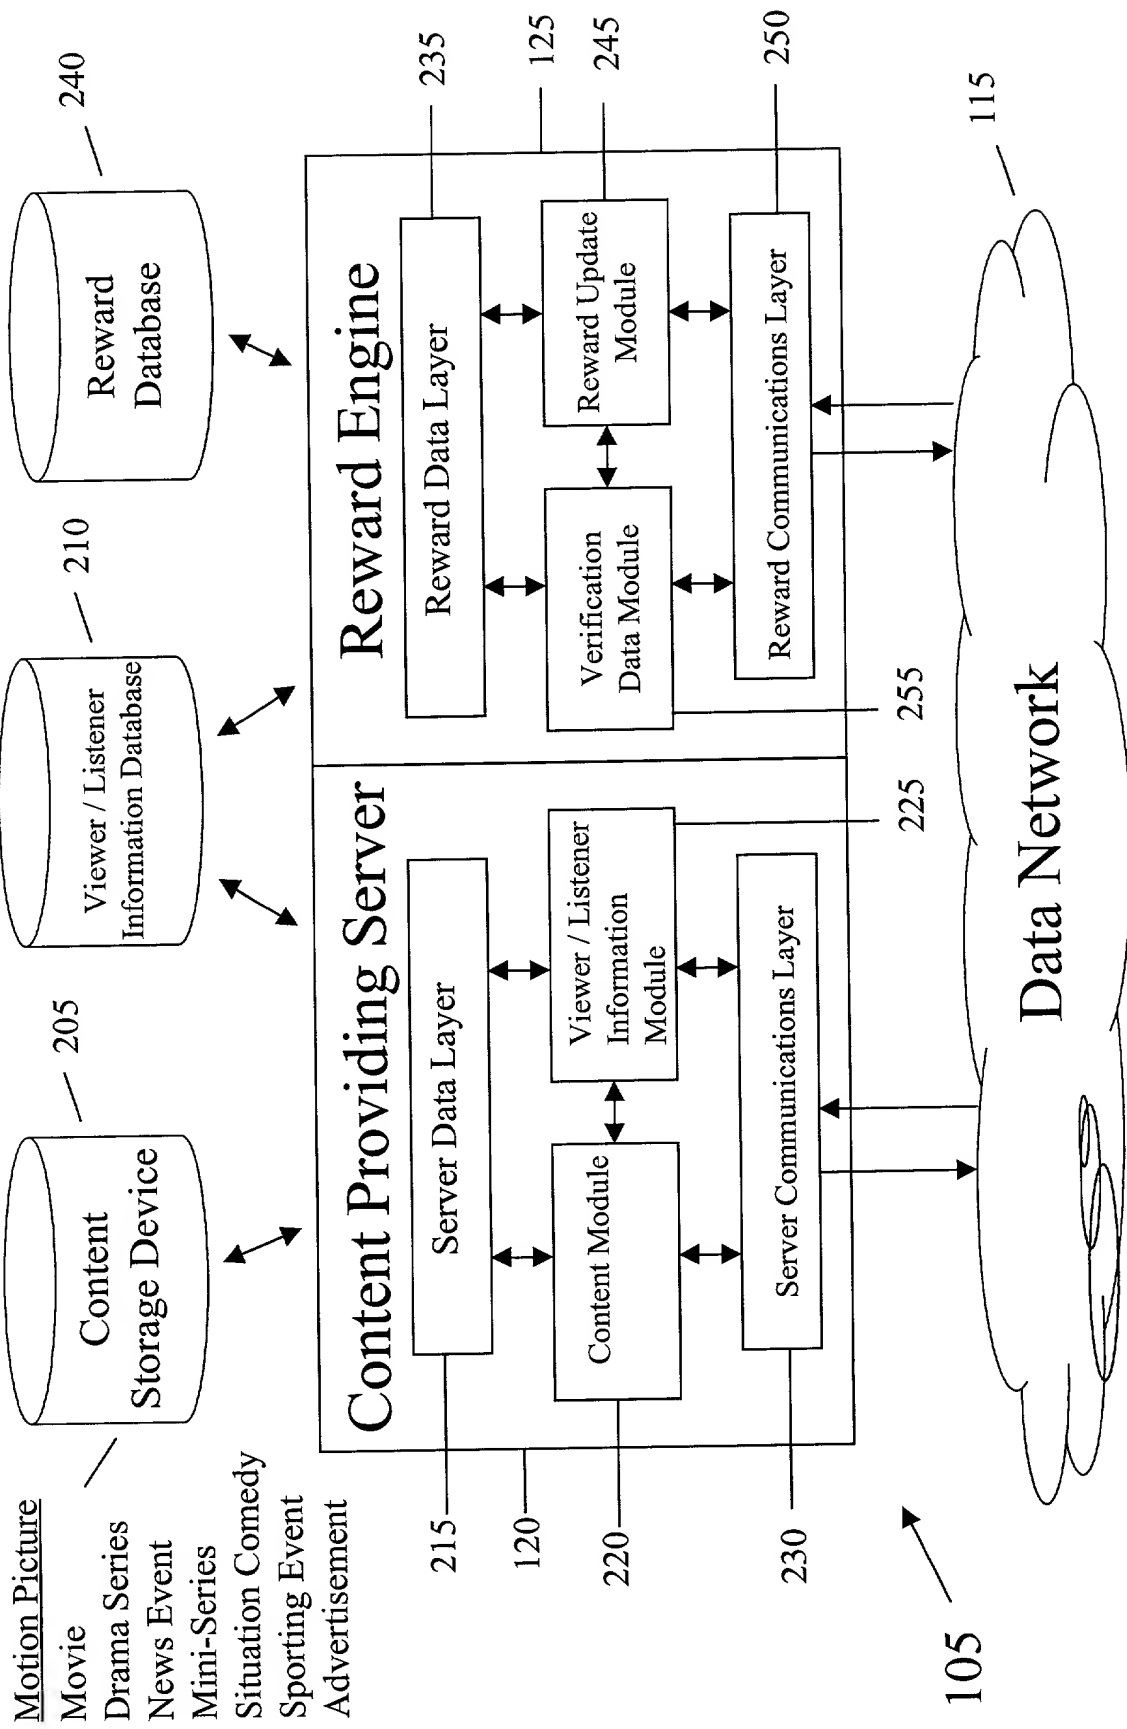 Motion Picture
Movie
Drama Series
News Event
Mini-Series
Situation Comedy
Sporting Event
Advertisement
205
Content
Storage Device
210
Viewer / Listener
Information Database
240
Reward
Database
Content Providing Server
Reward Engine
215
Server Data Layer
Reward Data Layer
235
120
125
220
Content Module
Viewer / Listener
Information
Module
Verification
Data Module
Reward Update
Module
245
230
Server Communications Layer
Reward Communications Layer
250
225
255
105
115
Data Network